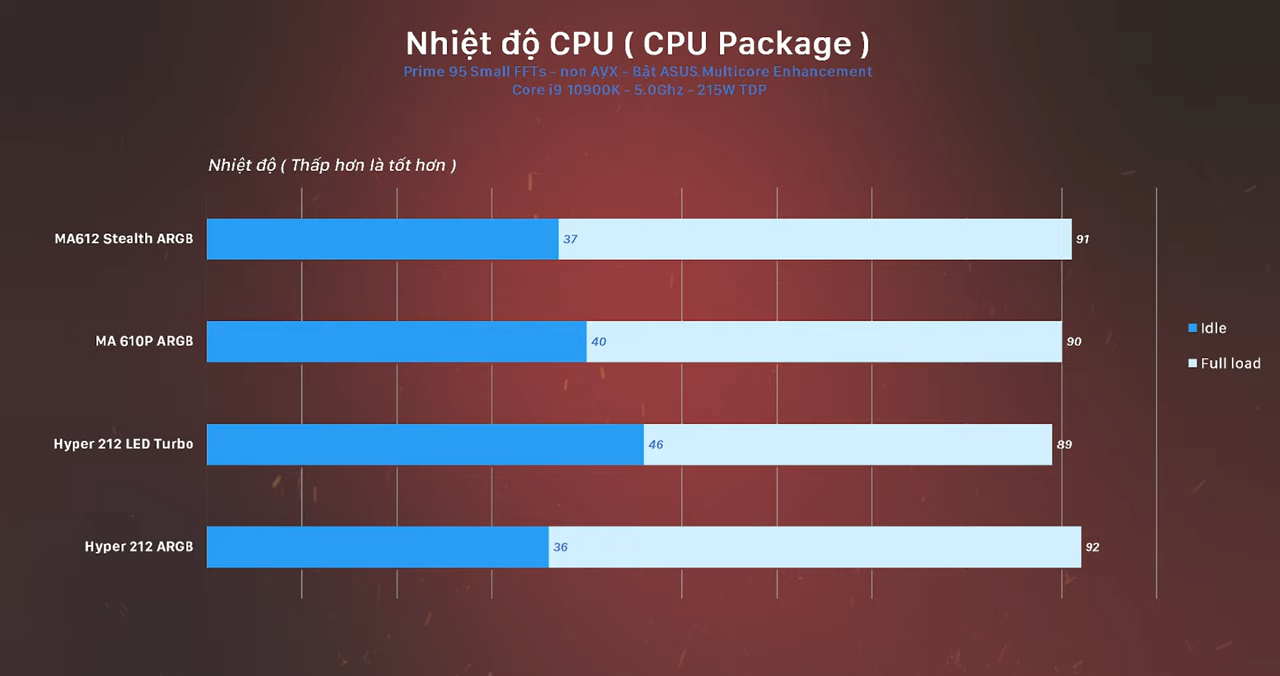 Nhiệt độ CPU ( CPU Package )
Prime 95 Small FFTs - non AVX - Bật ASUS Multicore Enhancement
Core i9 10900K - 5.0Ghz - 215W TDP
Nhiệt độ ( Thấp hơn là tốt hơn )
MA612 Stealth ARGB 37 91
MA 610P ARGB 40 90
Idle
Full load
Hyper 212 LED Turbo 46 89
Hyper 212 ARGB 36 92